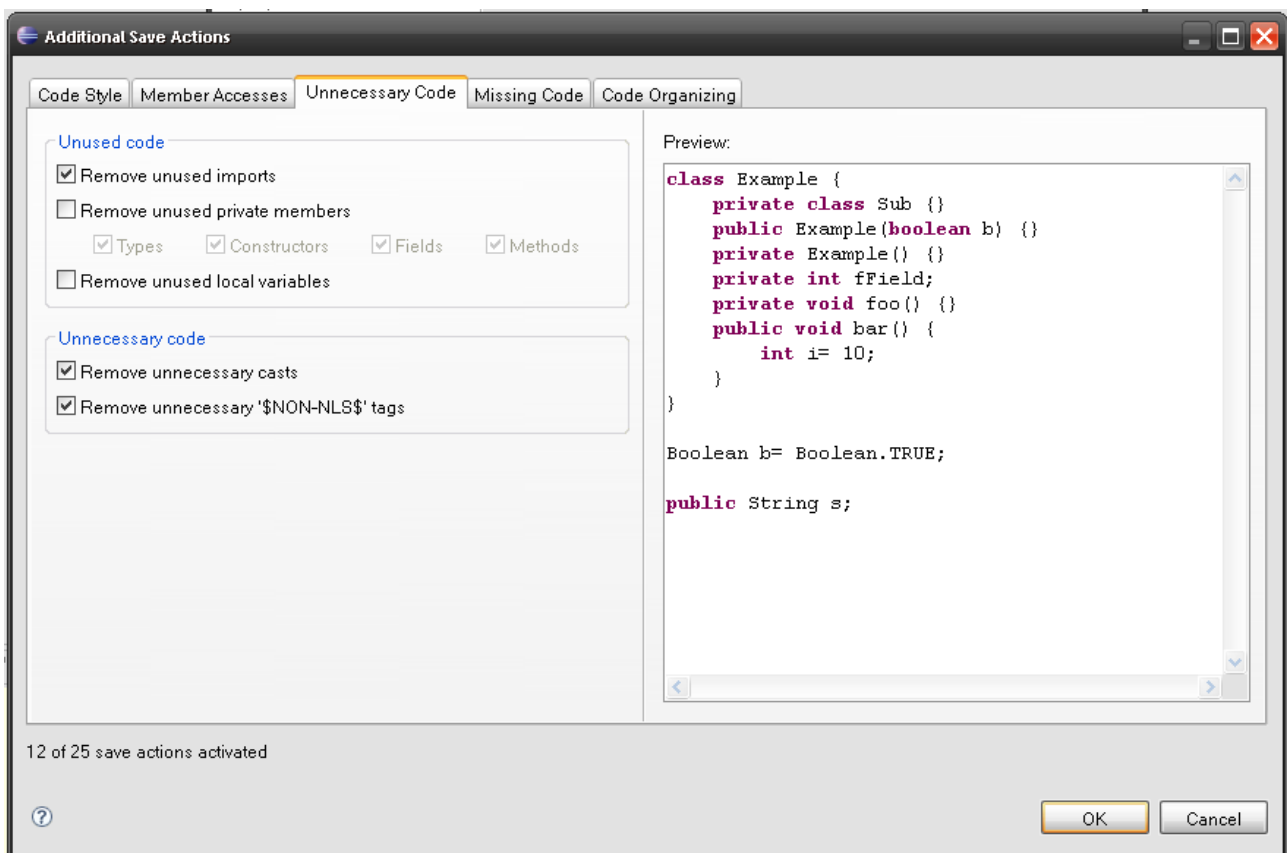 Additional Save Actions
Code Style Member Accesses Unnecessary Code Missing Code Code Organizing
Unused code
Remove unused imports
Remove unused private members
Types Constructors Fields Methods
Remove unused local variables
Unnecessary code
Remove unnecessary casts
Remove unnecessary '$NON-NLS$' tags
Preview:
class Example {
    private class Sub {}
    public Example(boolean b) {}
    private Example() {}
    private int fField;
    private void foo() {}
    public void bar() {
        int i= 10;
    }
}
Boolean b= Boolean.TRUE;
public String s;
12 of 25 save actions activated
?
OK Cancel